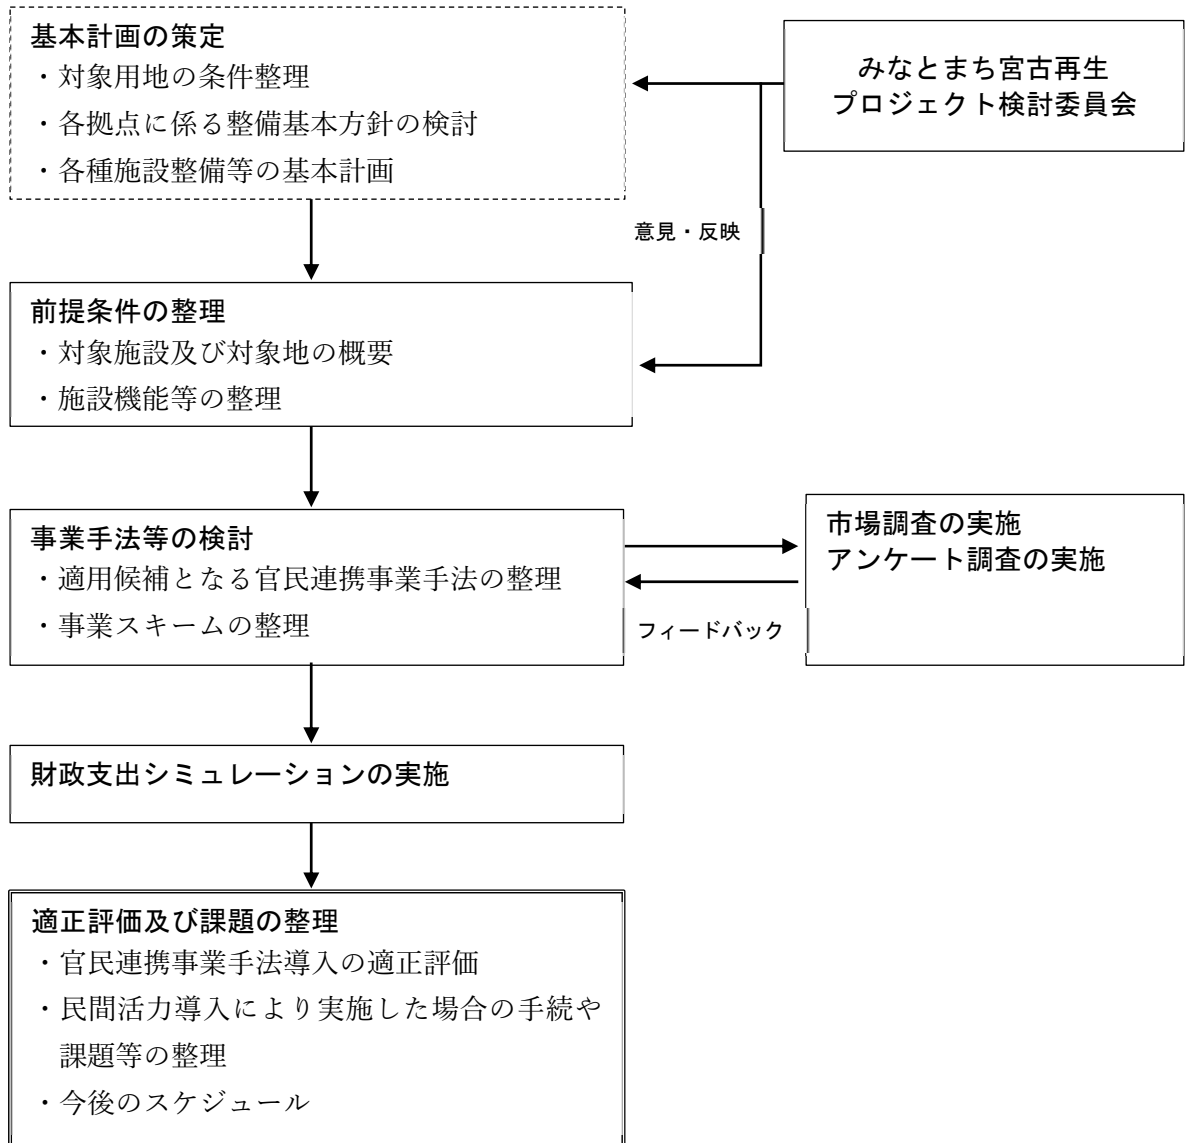 基本計画の策定
・対象用地の条件整理
・各拠点に係る整備基本方針の検討
・各種施設整備等の基本計画
みなとまち宮古再生
プロジェクト検討委員会
意見・反映
前提条件の整理
・対象施設及び対象地の概要
・施設機能等の整理
事業手法等の検討
・適用候補となる官民連携事業手法の整理
・事業スキームの整理
市場調査の実施
アンケート調査の実施
フィードバック
財政支出シミュレーションの実施
適正評価及び課題の整理
・官民連携事業手法導入の適正評価
・民間活力導入により実施した場合の手続や
課題等の整理
・今後のスケジュール